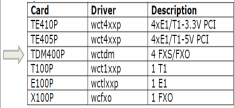 Card Driver Description
TE410P wct4xxp 4xE1/T1-3.3V PCI
TE405P wct4xxp 4xE1/T1-5V PCI
TDM400P wctdm 4 FXS/FXO
T100P wct1xxp 1 T1
E100P wctlxxp 1 E1
X100P wcfxo 1 FXO